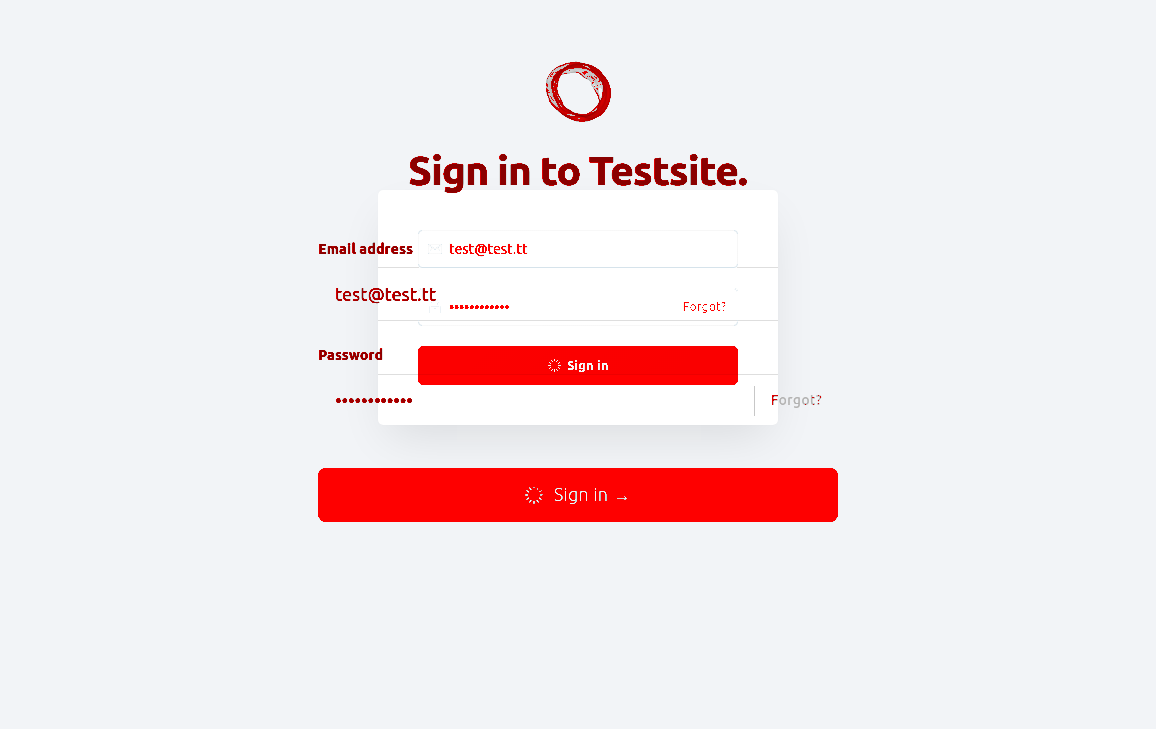 Sign in to Testsite.
Email address
test@test.tt
test@test.tt
•••••••••••• Forgot?
Password
Sign in
•••••••••••• Forgot?
Sign in →